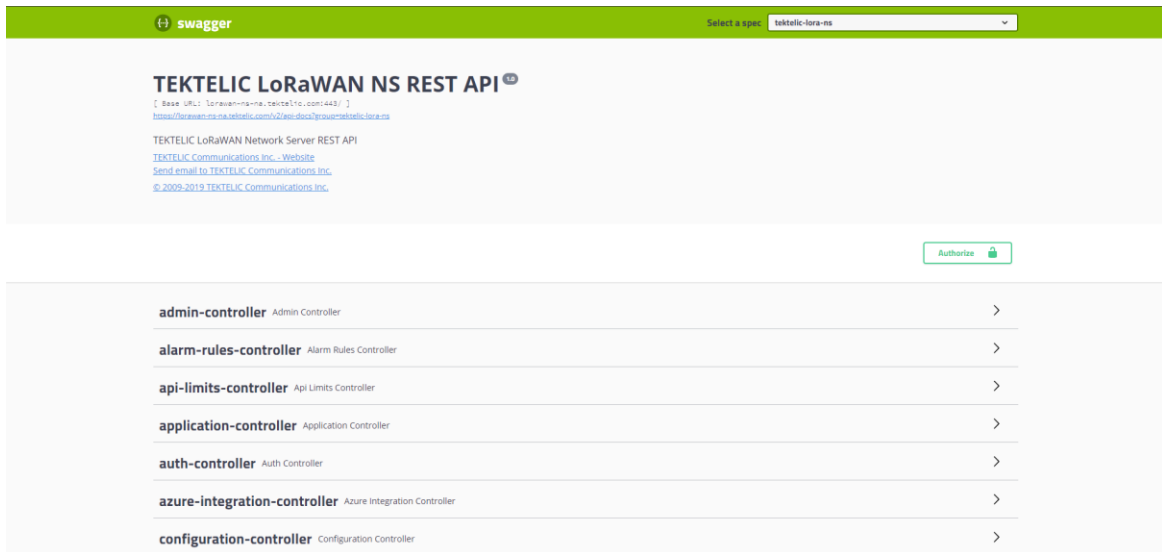 swagger
Select a spec tektelic-lora-ns
TEKTELIC LoRaWAN NS REST API 1.0
[ Base URL: lorawan-ns-na.tektelic.com:443/ ]
https://lorawan-ns-na.tektelic.com/v2/api-docs?group=tektelic-lora-ns
TEKTELIC LoRaWAN Network Server REST API
TEKTELIC Communications Inc. - Website
Send email to TEKTELIC Communications Inc.
© 2009-2019 TEKTELIC Communications Inc.
Authorize
admin-controller Admin Controller
alarm-rules-controller Alarm Rules Controller
api-limits-controller Api Limits Controller
application-controller Application Controller
auth-controller Auth Controller
azure-integration-controller Azure Integration Controller
configuration-controller Configuration Controller